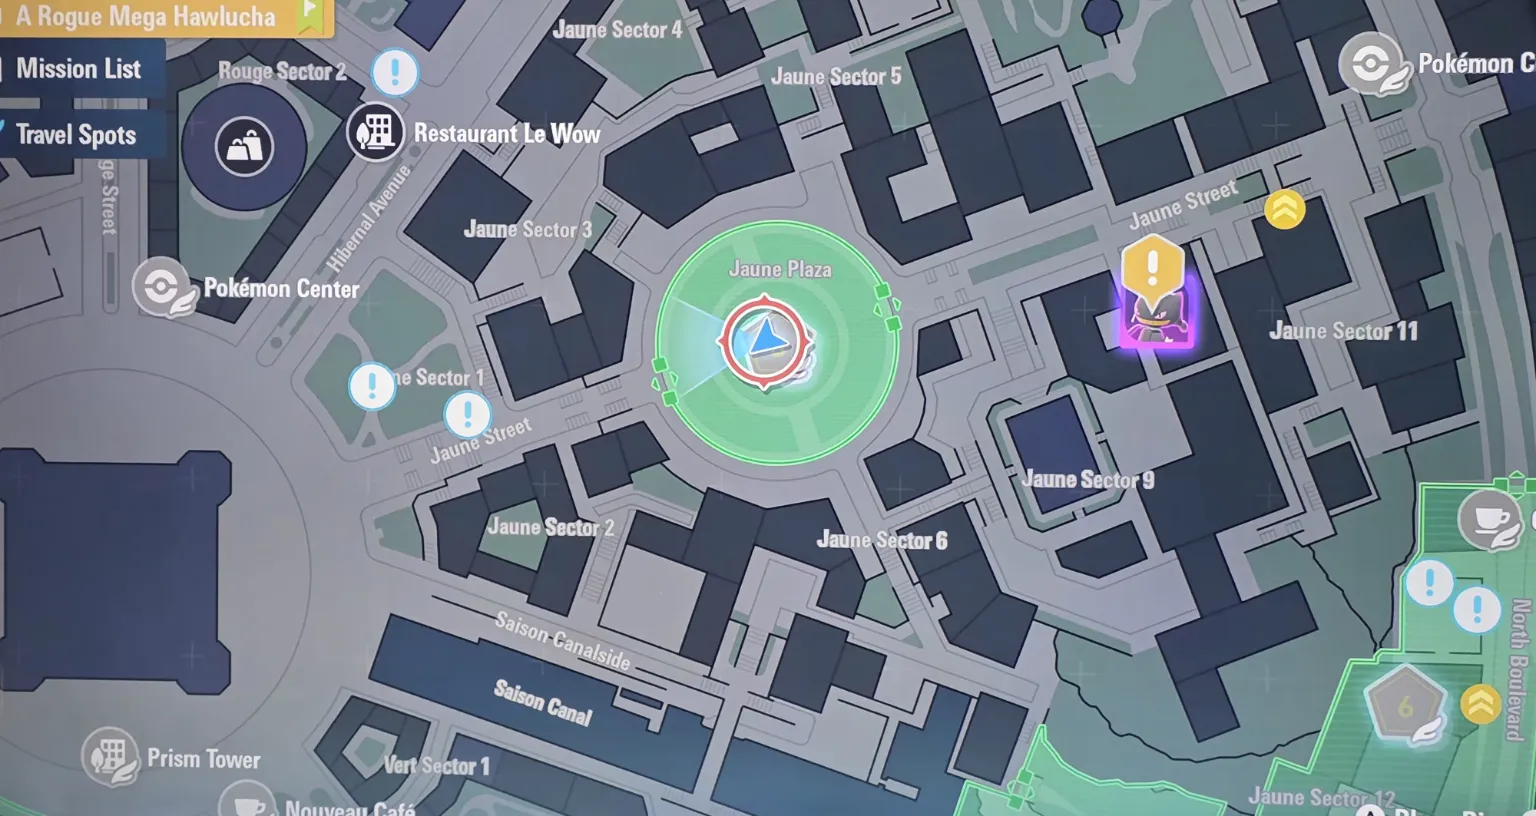 A Rogue Mega Hawlucha
Mission List
Travel Spots
Rouge Sector 2
Restaurant Le Wow
Jaune Sector 4
Jaune Sector 5
Pokémon C
ge Street
Hibernal Avenue
Jaune Sector 3
Jaune Plaza
Jaune Street
Pokémon Center
Jaune Sector 11
ne Sector 1
Jaune Street
Jaune Sector 9
Jaune Sector 2
Jaune Sector 6
Saison Canalside
Saison Canal
North Boulevard
6
Prism Tower
Vert Sector 1
Nouveau Café
Jaune Sector 12